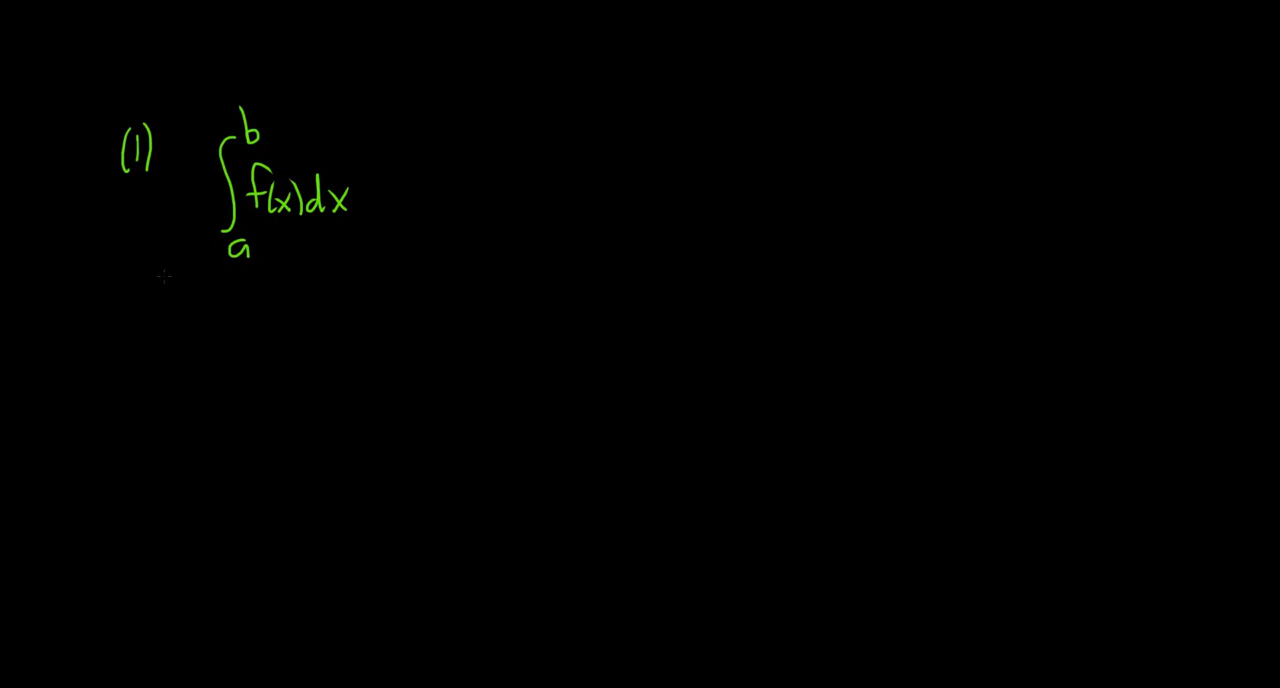 (1) ∫_a^b f(x)dx